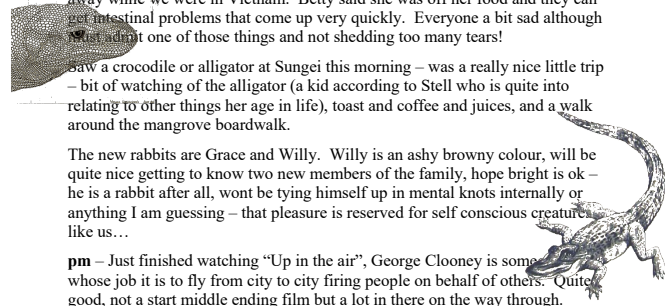 away while we were in Vietnam.  Betty said she was off her food and they can
get intestinal problems that come up very quickly.  Everyone a bit sad although
must admit one of those things and not shedding too many tears!
Saw a crocodile or alligator at Sungei this morning – was a really nice little trip
– bit of watching of the alligator (a kid according to Stell who is quite into
relating to other things her age in life), toast and coffee and juices, and a walk
around the mangrove boardwalk.
The new rabbits are Grace and Willy.  Willy is an ashy browny colour, will be
quite nice getting to know two new members of the family, hope bright is ok –
he is a rabbit after all, wont be tying himself up in mental knots internally or
anything I am guessing – that pleasure is reserved for self conscious creatures
like us…
pm – Just finished watching “Up in the air”, George Clooney is some
whose job it is to fly from city to city firing people on behalf of others.  Quite
good, not a start middle ending film but a lot in there on the way through.